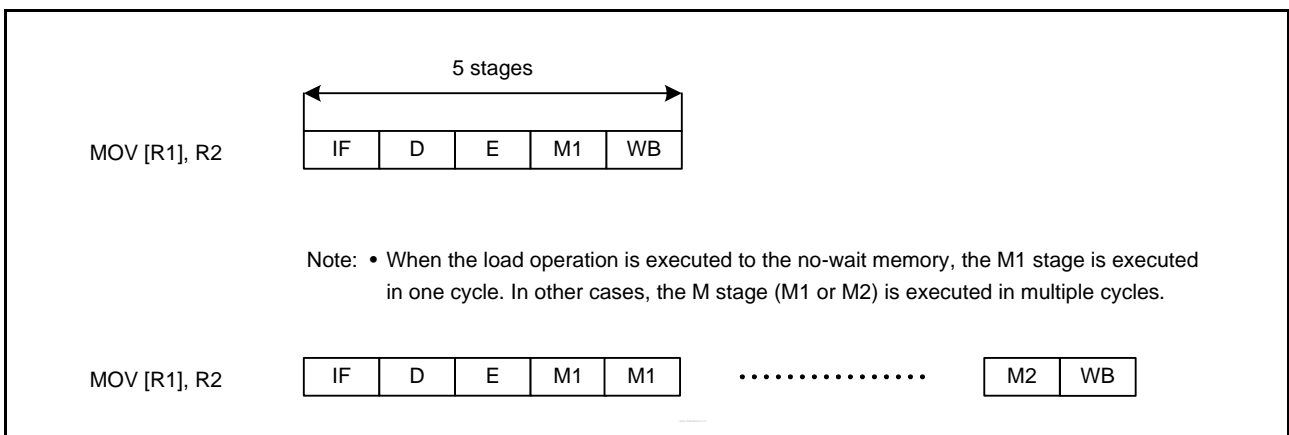 5 stages
MOV [R1], R2 IF D E M1 WB
Note: • When the load operation is executed to the no-wait memory, the M1 stage is executed
in one cycle. In other cases, the M stage (M1 or M2) is executed in multiple cycles.
MOV [R1], R2 IF D E M1 M1 ................ M2 WB